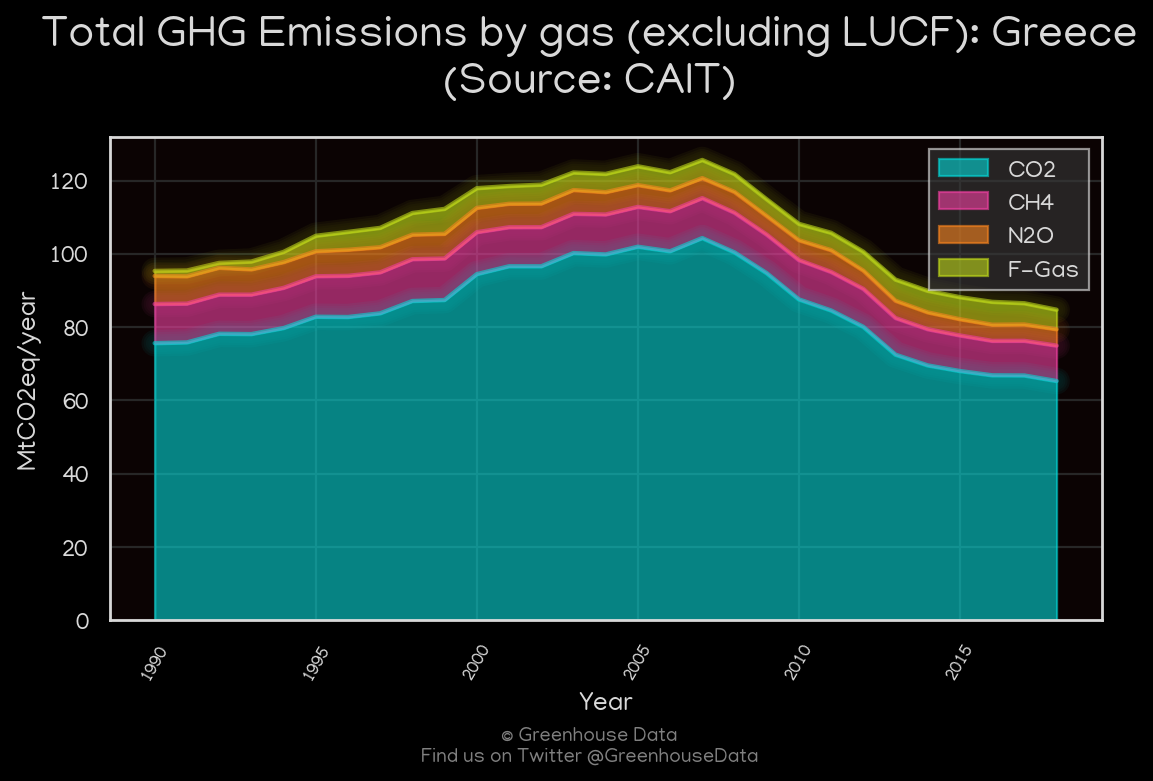 Total GHG Emissions by gas (excluding LUCF): Greece
(Source: CAIT)
CO2
CH4
N2O
F-Gas
MtCO2eq/year
120
100
80
60
40
20
0
1990
1995
2000
2005
2010
2015
Year
© Greenhouse Data
Find us on Twitter @GreenhouseData